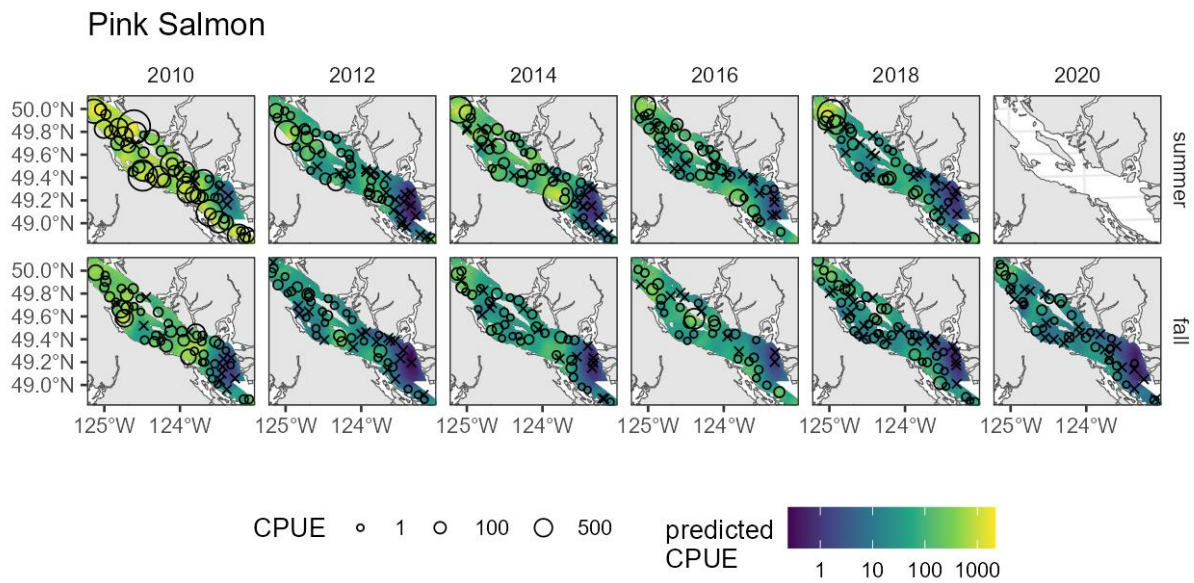 Pink Salmon
2010 2012 2014 2016 2018 2020
50.0°N
49.8°N
49.6°N
49.4°N
49.2°N
49.0°N
summer
50.0°N
49.8°N
49.6°N
49.4°N
49.2°N
49.0°N
fall
125°W 124°W 125°W 124°W 125°W 124°W 125°W 124°W 125°W 124°W 125°W 124°W
CPUE 1 100 500
predicted
CPUE
1 10 100 1000